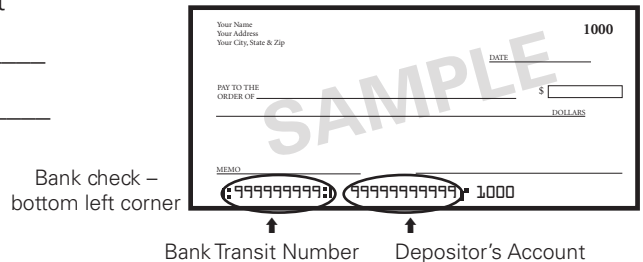 t
Your Name
Your Address
Your City, State & Zip
1000
DATE
PAY TO THE
ORDER OF
$
DOLLARS
SAMPLE
MEMO
⑆999999999⑆ 99999999999⑈ 1000
Bank check –
bottom left corner
Bank Transit Number
Depositor's Account